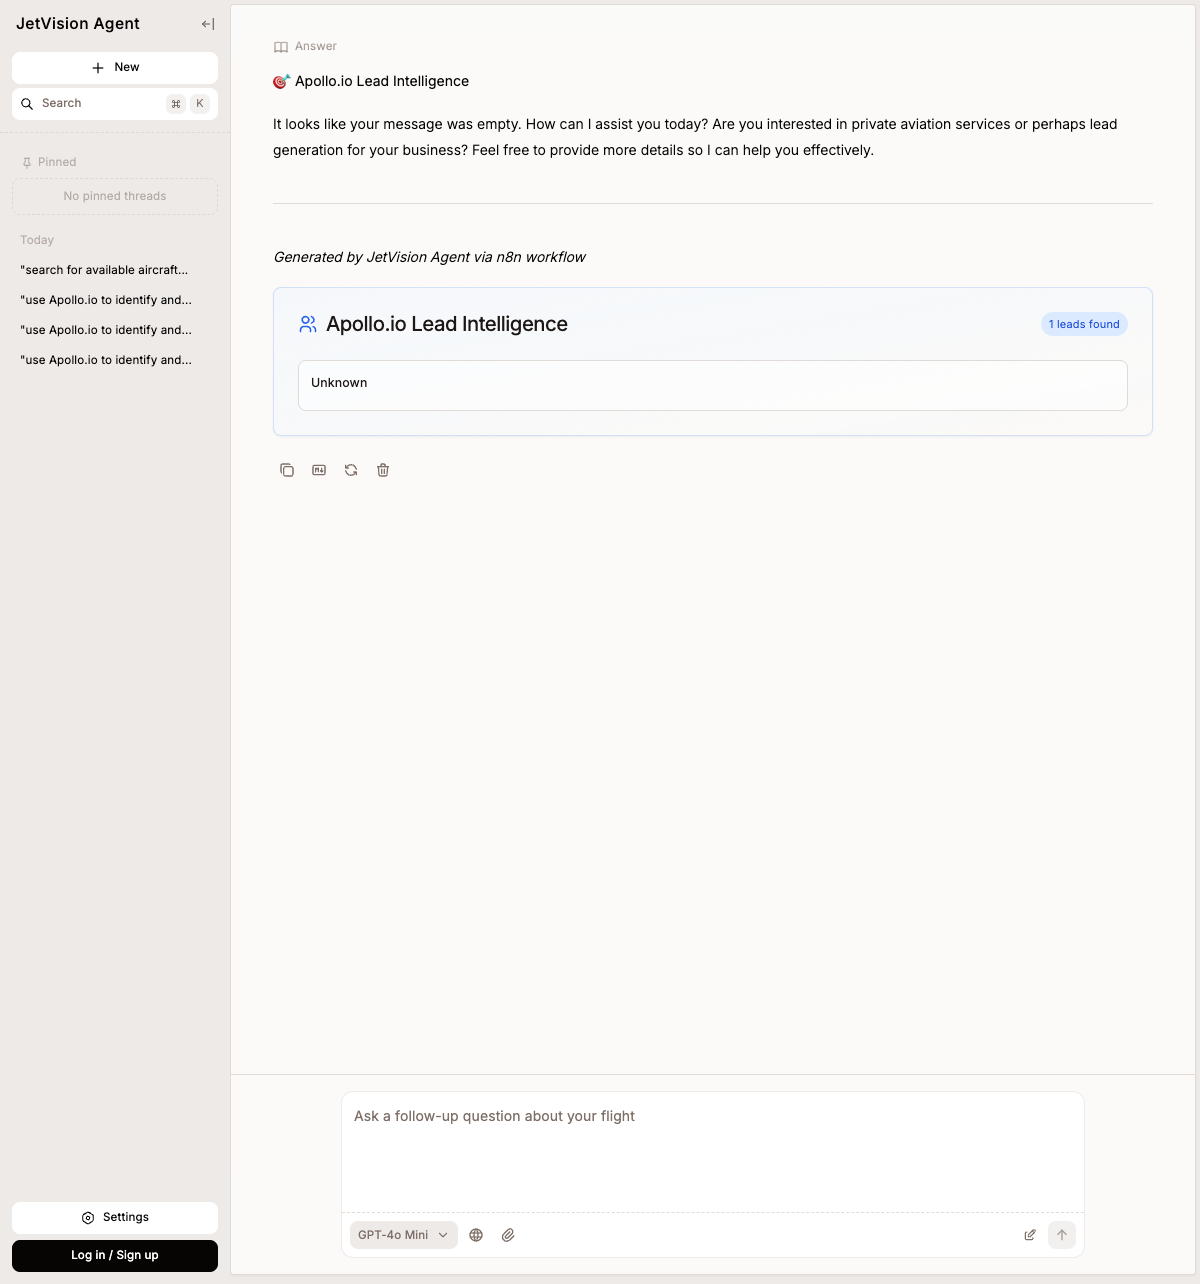 JetVision Agent
New
Search ⌘ K
Pinned
No pinned threads
Today
"search for available aircraft...
"use Apollo.io to identify and...
"use Apollo.io to identify and...
"use Apollo.io to identify and...
Settings
Log in / Sign up
Answer
🎯 Apollo.io Lead Intelligence
It looks like your message was empty. How can I assist you today? Are you interested in private aviation services or perhaps lead
generation for your business? Feel free to provide more details so I can help you effectively.
Generated by JetVision Agent via n8n workflow
Apollo.io Lead Intelligence
1 leads found
Unknown
Ask a follow-up question about your flight
GPT-4o Mini